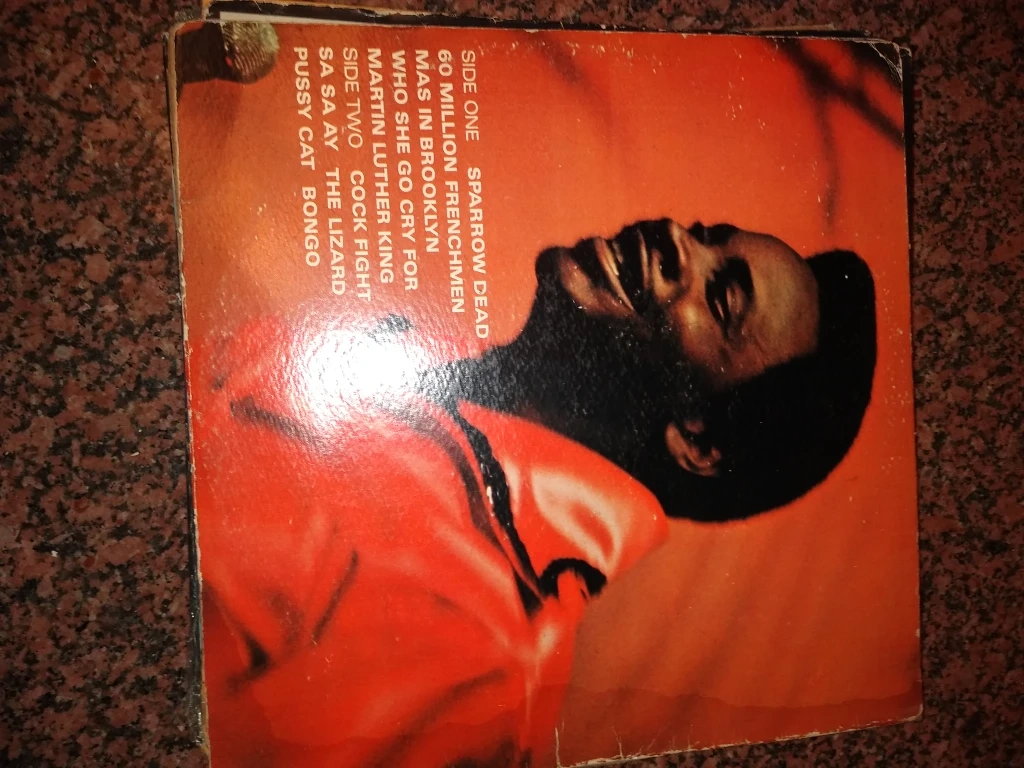 SIDE ONE SPARROW DEAD
60 MILLION FRENCHMEN
MAS IN BROOKLYN
WHO SHE GO CRY FOR
MARTIN LUTHER KING
SIDE TWO COCK FIGHT
SA SA AY THE LIZARD
PUSSY CAT BONGO